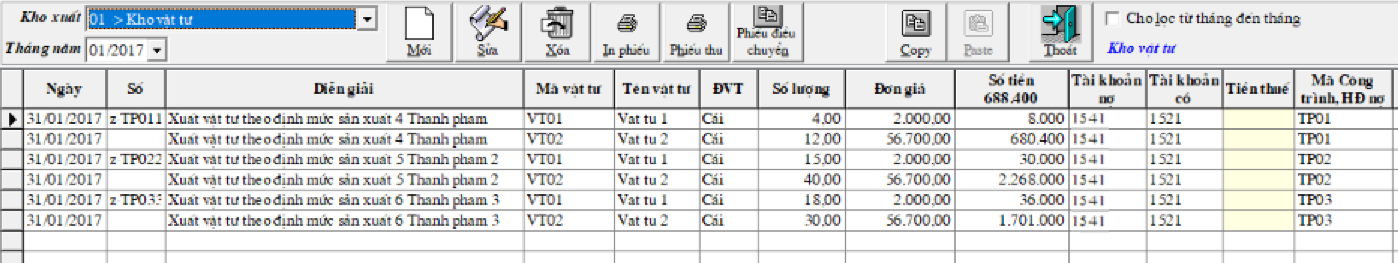 Kho xuất 01 > Kho vật tư
Tháng năm 01/2017
Mới Sửa Xóa In phiếu Phiếu thu Phiếu điều chuyển Copy Paste Thoát
Cho lọc từ tháng đến tháng
Kho vật tư
Ngày Số Diễn giải Mã vật tư Tên vật tư ĐVT Số lượng Đơn giá Số tiền 688.400 Tài khoản nợ Tài khoản có Tiền thuế Mã Công trình, HĐ nợ
31/01/2017 z TP011 Xuất vật tư theo định mức sản xuất 4 Thanh pham VT01 Vat tu 1 Cái 4,00 2.000,00 8.000 1541 1521 TP01
31/01/2017 Xuất vật tư theo định mức sản xuất 4 Thanh pham VT02 Vat tu 2 Cái 12,00 56.700,00 680.400 1541 1521 TP01
31/01/2017 z TP022 Xuất vật tư theo định mức sản xuất 5 Thanh pham 2 VT01 Vat tu 1 Cái 15,00 2.000,00 30.000 1541 1521 TP02
31/01/2017 Xuất vật tư theo định mức sản xuất 5 Thanh pham 2 VT02 Vat tu 2 Cái 40,00 56.700,00 2.268.000 1541 1521 TP02
31/01/2017 z TP033 Xuất vật tư theo định mức sản xuất 6 Thanh pham 3 VT01 Vat tu 1 Cái 18,00 2.000,00 36.000 1541 1521 TP03
31/01/2017 Xuất vật tư theo định mức sản xuất 6 Thanh pham 3 VT02 Vat tu 2 Cái 30,00 56.700,00 1.701.000 1541 1521 TP03